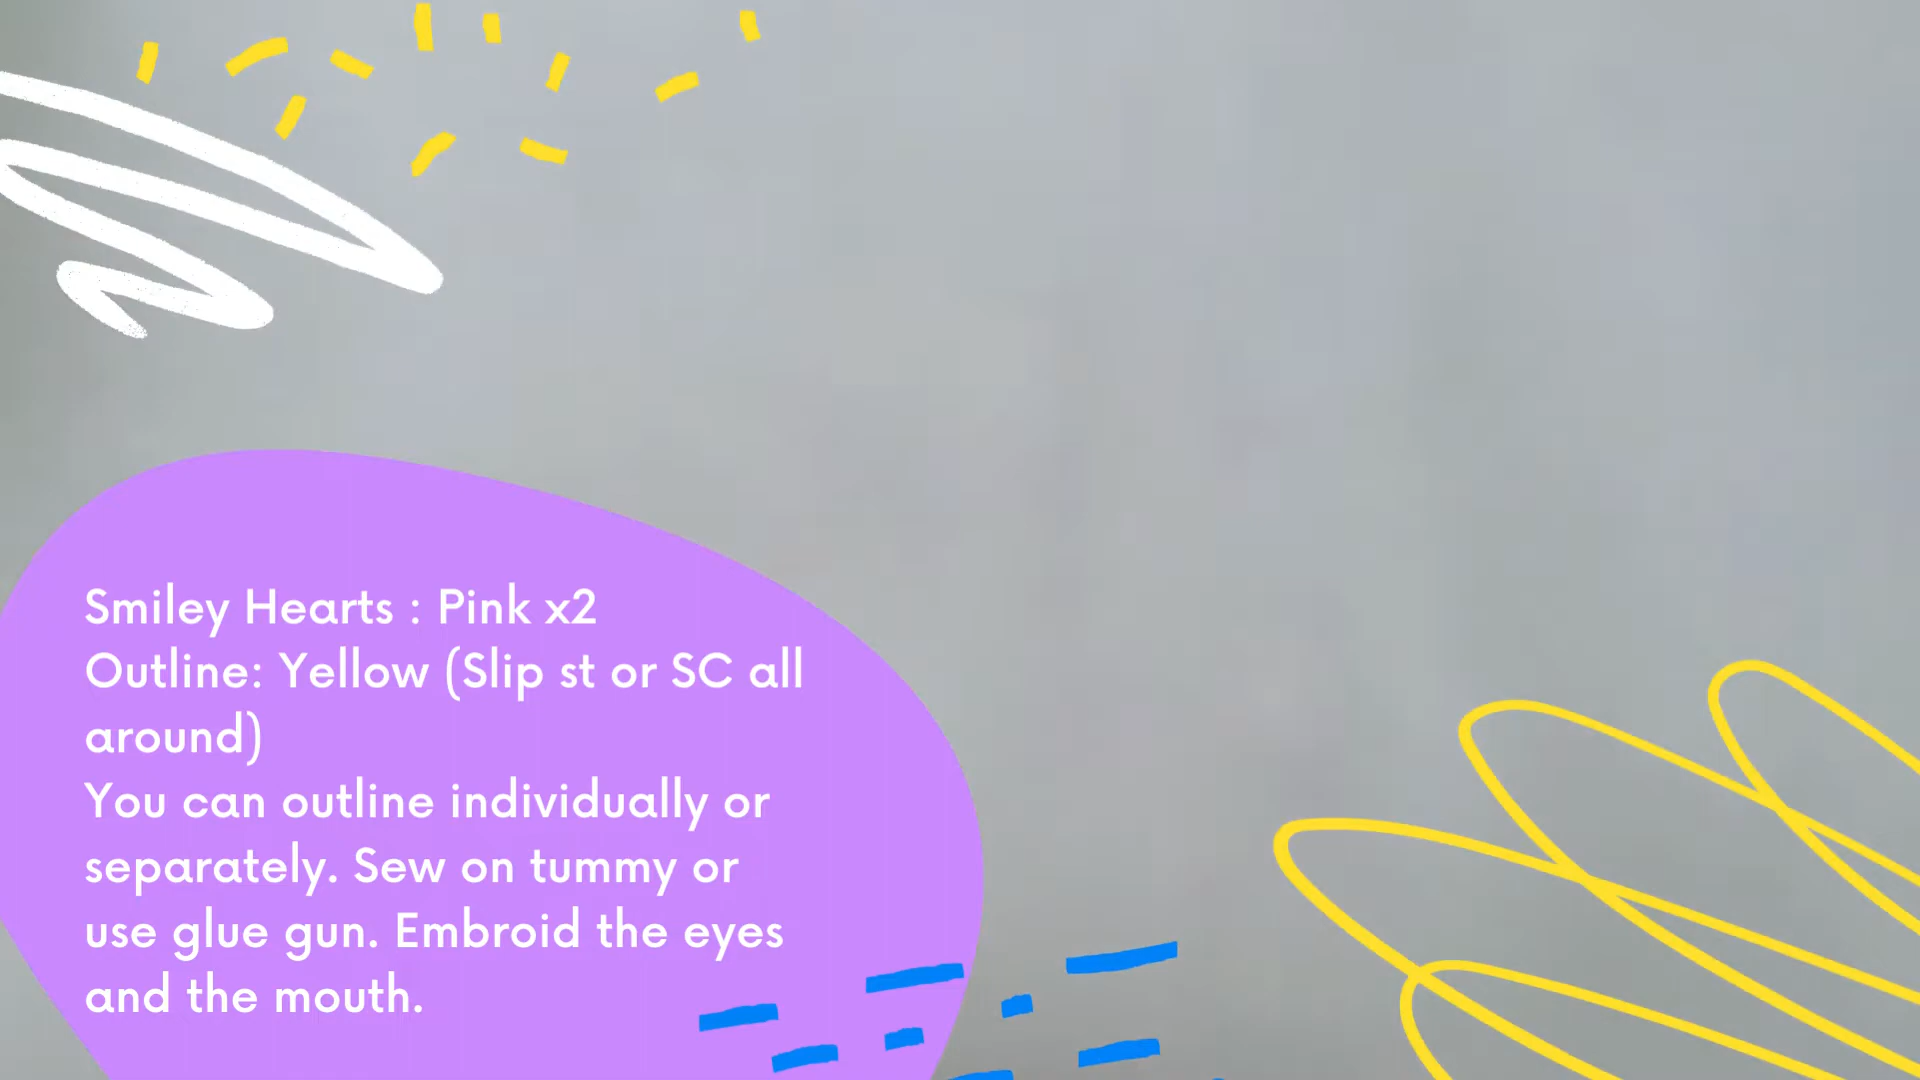 Smiley Hearts : Pink x2
Outline: Yellow (Slip st or SC all
around)
You can outline individually or
separately. Sew on tummy or
use glue gun. Embroid the eyes
and the mouth.